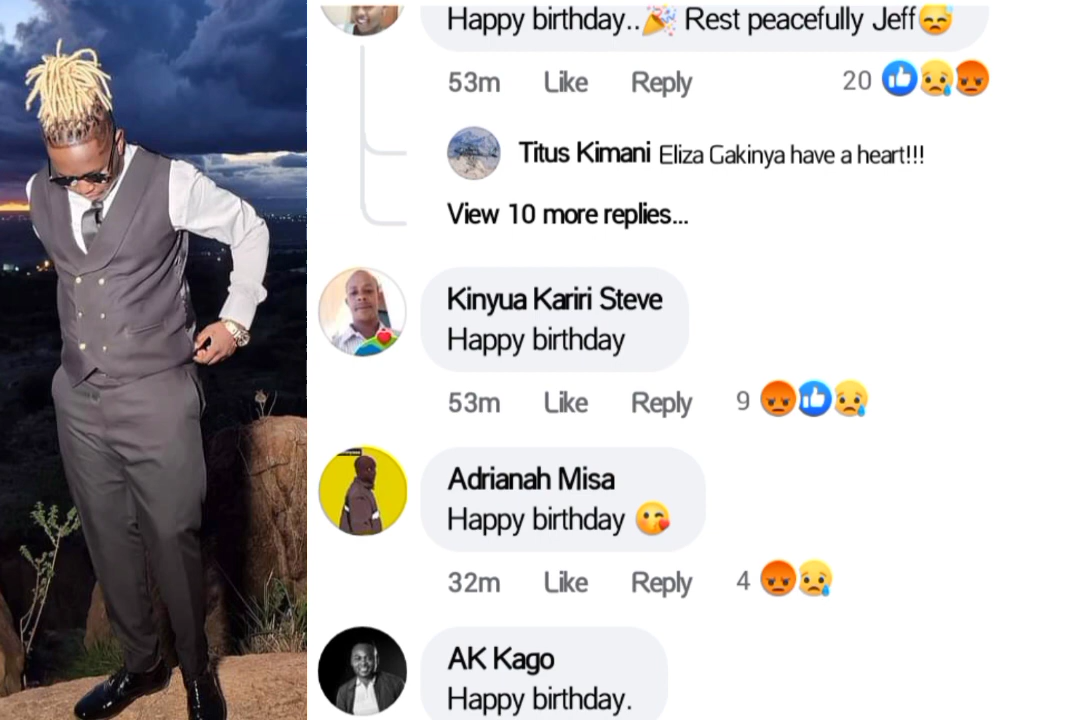 Happy birthday..🎉 Rest peacefully Jeff😓
53m Like Reply 20
Titus Kimani Eliza Gakinya have a heart!!!
View 10 more replies...
Kinyua Kariri Steve
Happy birthday
53m Like Reply 9
Adrianah Misa
Happy birthday 😘
32m Like Reply 4
AK Kago
Happy birthday.